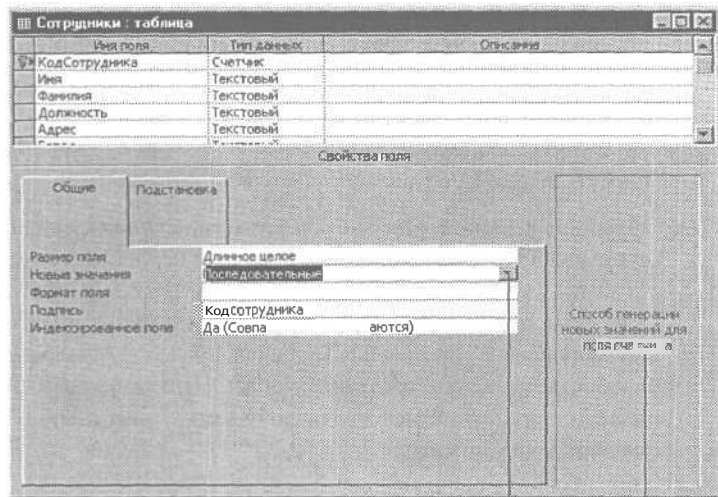 Сотрудники : таблица
Имя поля Тип данных Описание
КодСотрудника Счетчик
Имя Текстовый
Фамилия Текстовый
Должность Текстовый
Адрес Текстовый
Свойства поля
Общие Подстановка
Размер поля Длинное целое
Новые значения Последовательные
Формат поля
Подпись Код сотрудника
Индексированное поле Да (Совпа аются)
Способ генерации
новых значений для
поля